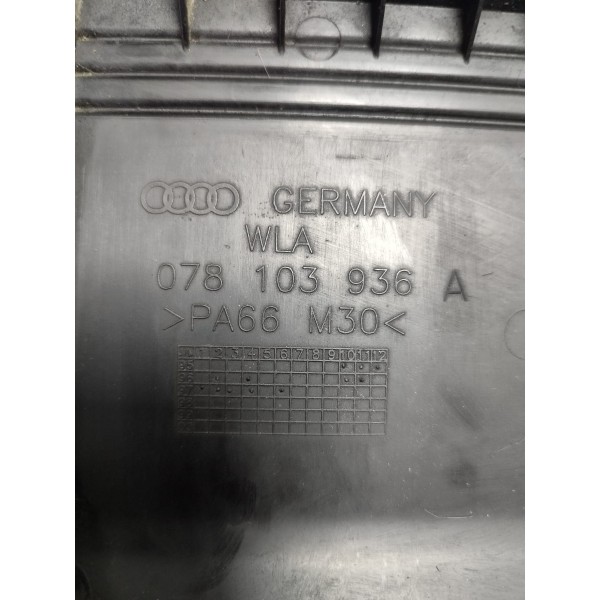 GERMANY
WLA
078 103 936 A
>PA66 M30<
1 2 3 4 5 6 7 8 9 10 11 12